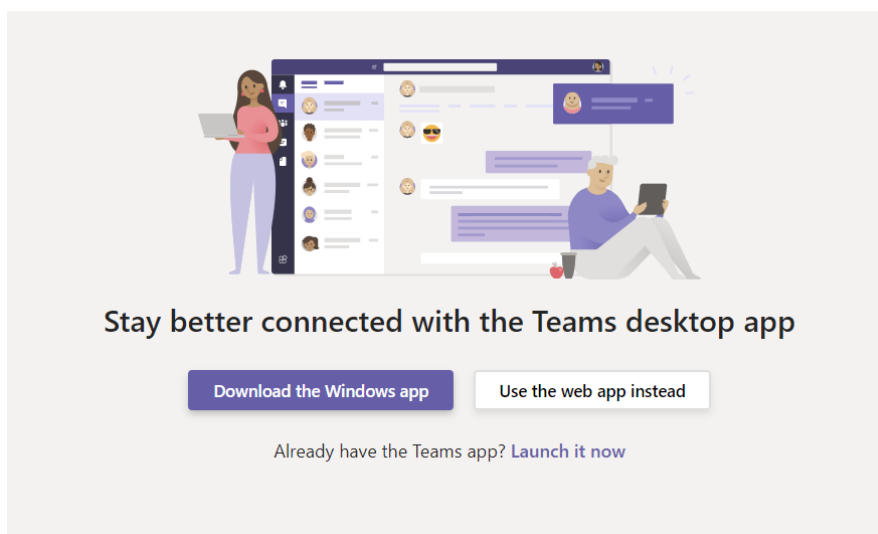 Stay better connected with the Teams desktop app
Download the Windows app
Use the web app instead
Already have the Teams app? Launch it now